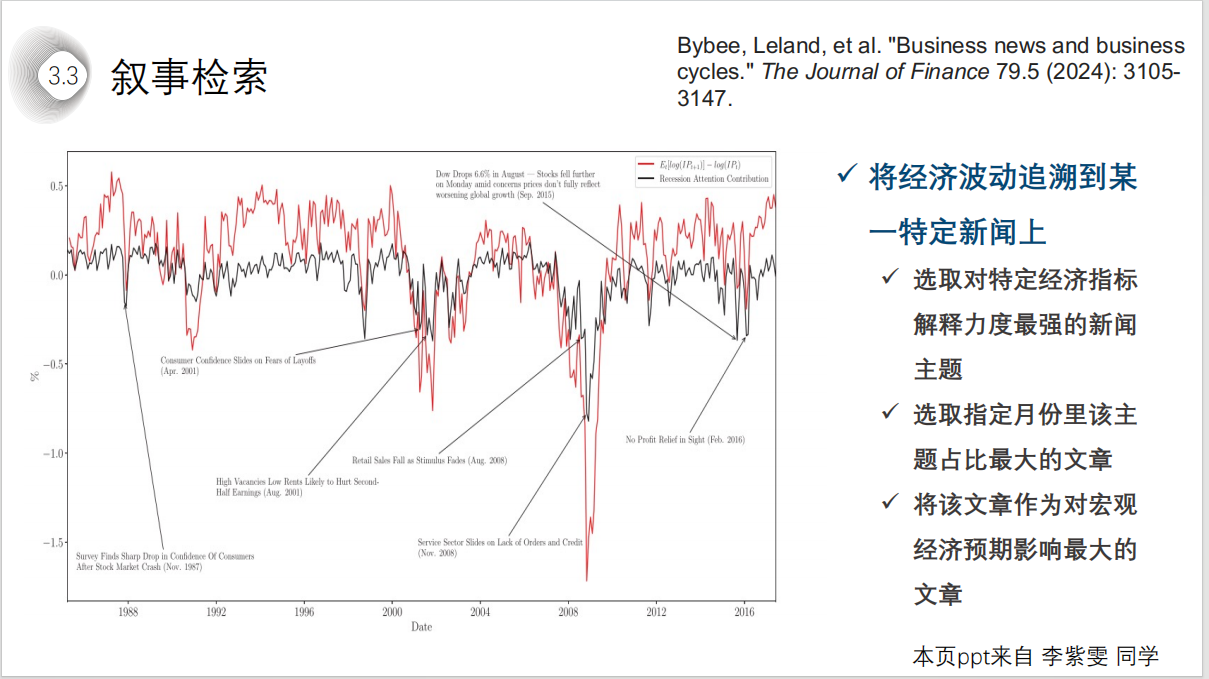 3.3
叙事检索
Bybee, Leland, et al. "Business news and business
cycles." The Journal of Finance 79.5 (2024): 3105-
3147.
E_t[log(IP_{t+1})] − log(IP_t)
Recession Attention Contribution
Dow Drops 6.6% in August — Stocks fell further
on Monday amid concerns prices don't fully reflect
worsening global growth (Sep. 2015)
0.5
0.0
−0.5
−1.0
−1.5
%
Consumer Confidence Slides on Fears of Layoffs
(Apr. 2001)
No Profit Relief in Sight (Feb. 2016)
Retail Sales Fall as Stimulus Fades (Aug. 2008)
High Vacancies Low Rents Likely to Hurt Second-
Half Earnings (Aug. 2001)
Service Sector Slides on Lack of Orders and Credit
(Nov. 2008)
Survey Finds Sharp Drop in Confidence Of Consumers
After Stock Market Crash (Nov. 1987)
1988 1992 1996 2000 2004 2008 2012 2016
Date
✓ 将经济波动追溯到某
一特定新闻上
✓ 选取对特定经济指标
解释力度最强的新闻
主题
✓ 选取指定月份里该主
题占比最大的文章
✓ 将该文章作为对宏观
经济预期影响最大的
文章
本页ppt来自 李紫雯 同学